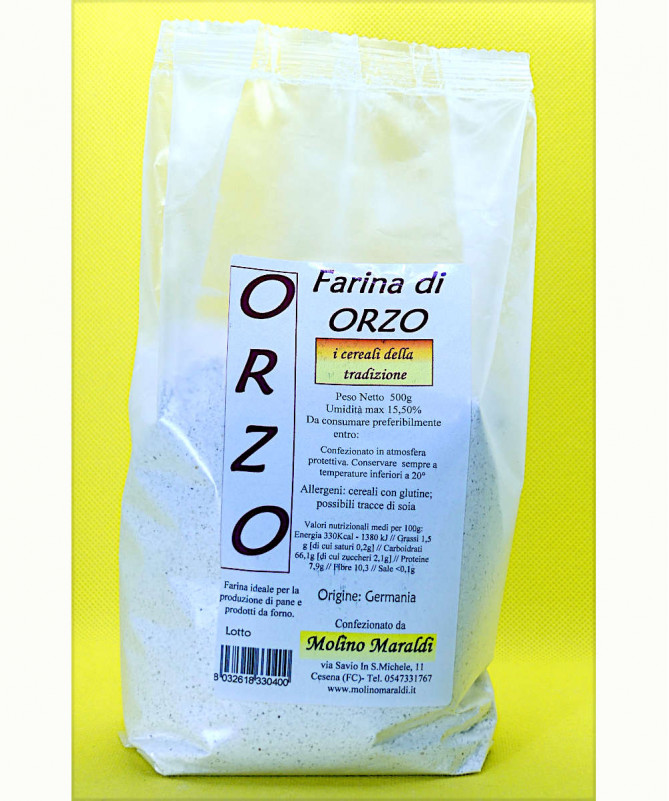 ORZO
Farina di
ORZO
i cereali della
tradizione
Peso Netto 500g
Umidità max 15,50%
Da consumare preferibilmente
entro:
Confezionato in atmosfera
protettiva. Conservare sempre a
temperature inferiori a 20°
Allergeni: cereali con glutine;
possibili tracce di soia
Valori nutrizionali medi per 100g:
Energia 330Kcal - 1380 kJ // Grassi 1,5
g [di cui saturi 0,2g] // Carboidrati
66,1g [di cui zuccheri 2,1g] // Proteine
7,9g // Fibre 10,3 // Sale <0,1g
Origine: Germania
Farina ideale per la
produzione di pane e
prodotti da forno.
Lotto
8032618330400
Confezionato da
Molino Maraldi
via Savio In S.Michele, 11
Cesena (FC)- Tel. 0547331767
www.molinomaraldi.it